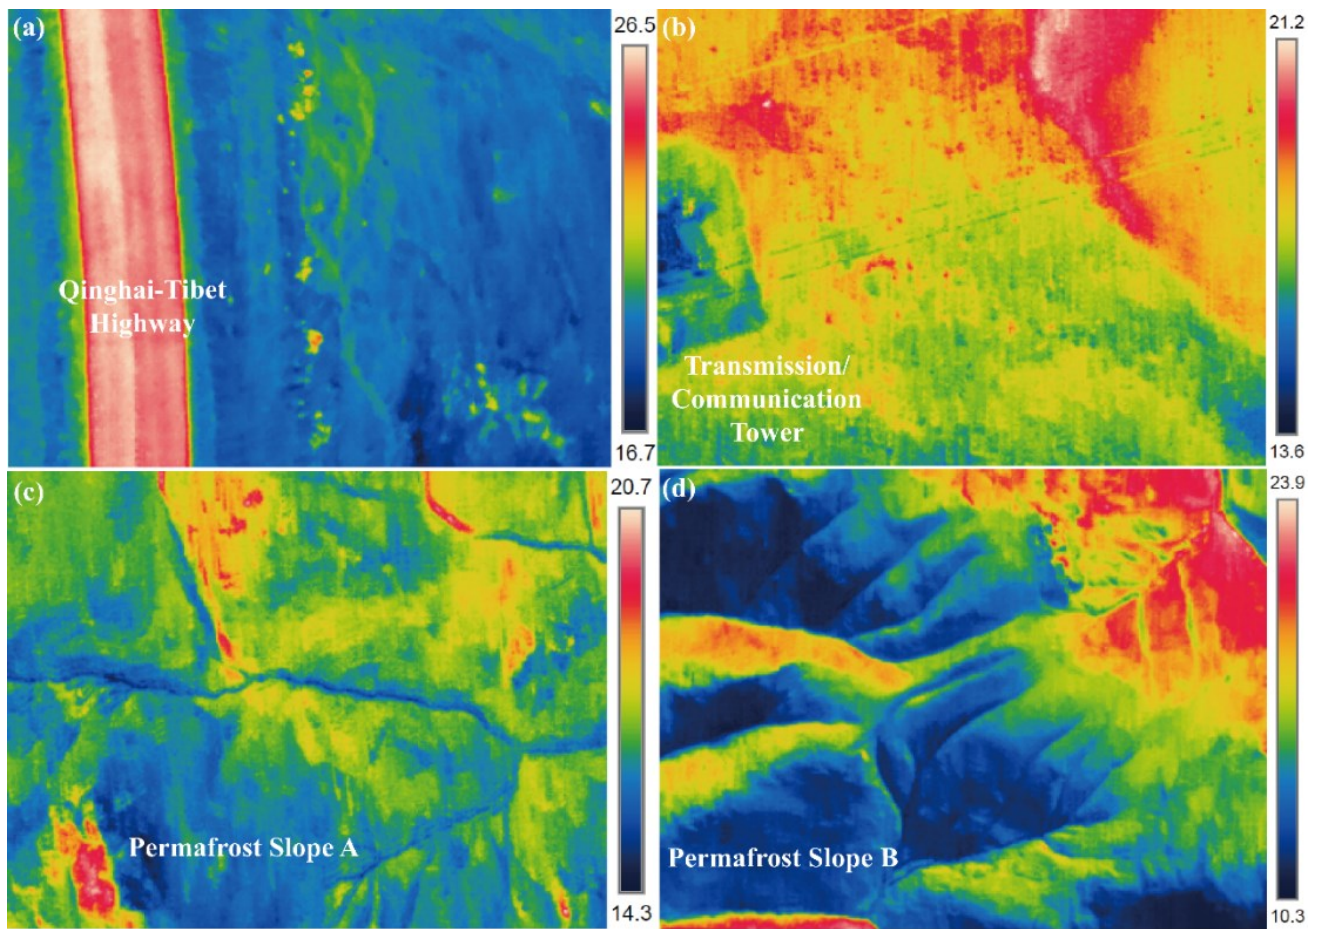 (a)
26.5
Qinghai-Tibet
Highway
16.7
(b)
21.2
Transmission/
Communication
Tower
13.6
(c)
20.7
Permafrost Slope A
14.3
(d)
23.9
Permafrost Slope B
10.3